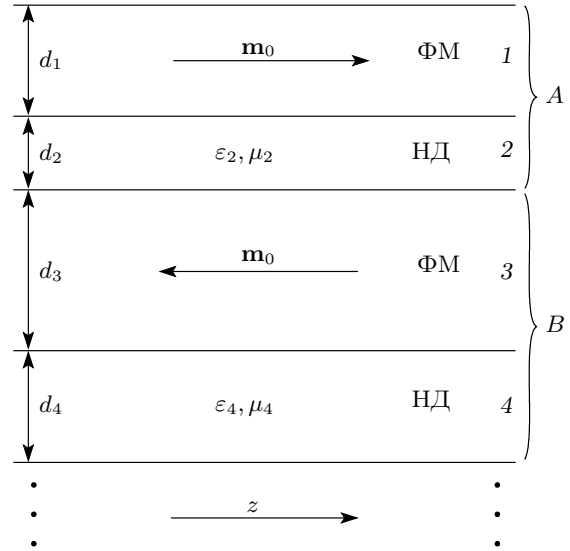 d₁ m₀ ФМ 1
A
d₂ ε₂, μ₂ НД 2
d₃ m₀ ФМ 3
B
d₄ ε₄, μ₄ НД 4
z